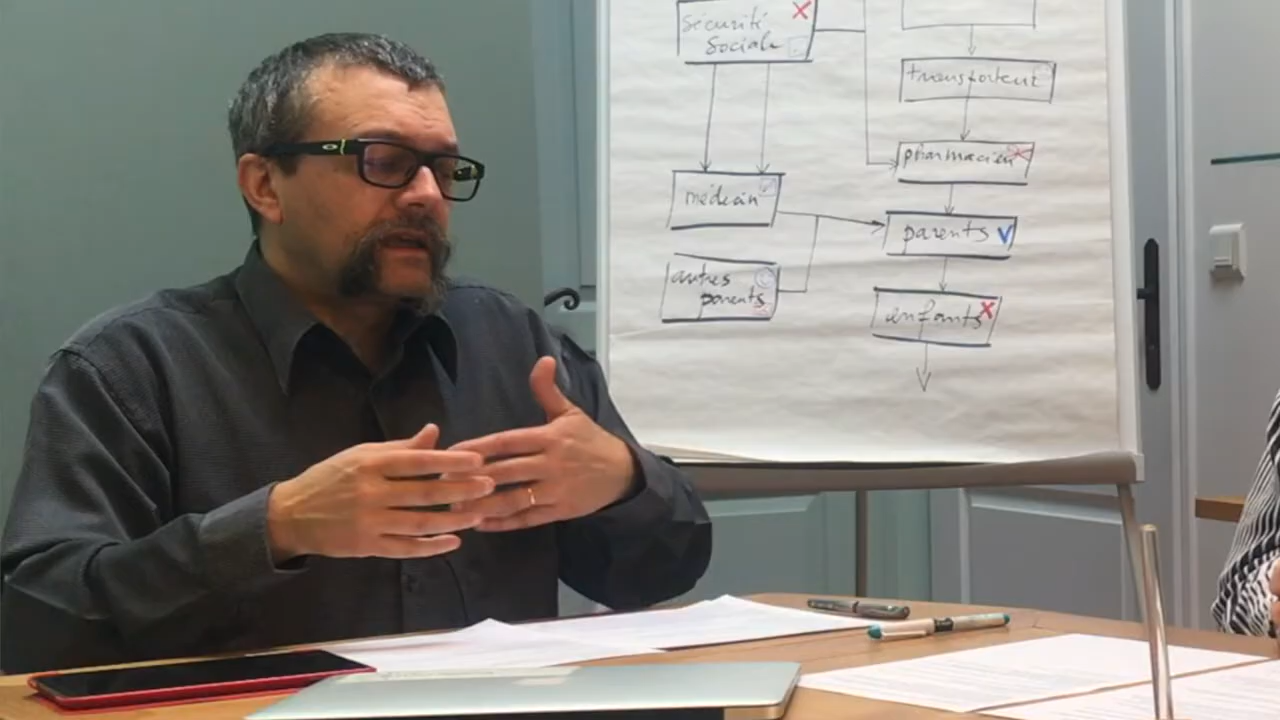 sécurité
sociale
transporteur
pharmacien
médecin
parents
autres
parents
enfants